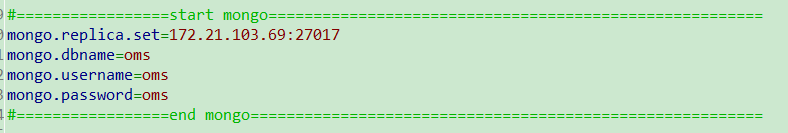 #=================start mongo=======================================================
mongo.replica.set=172.21.103.69:27017
mongo.dbname=oms
mongo.username=oms
mongo.password=oms
#=================end mongo=========================================================